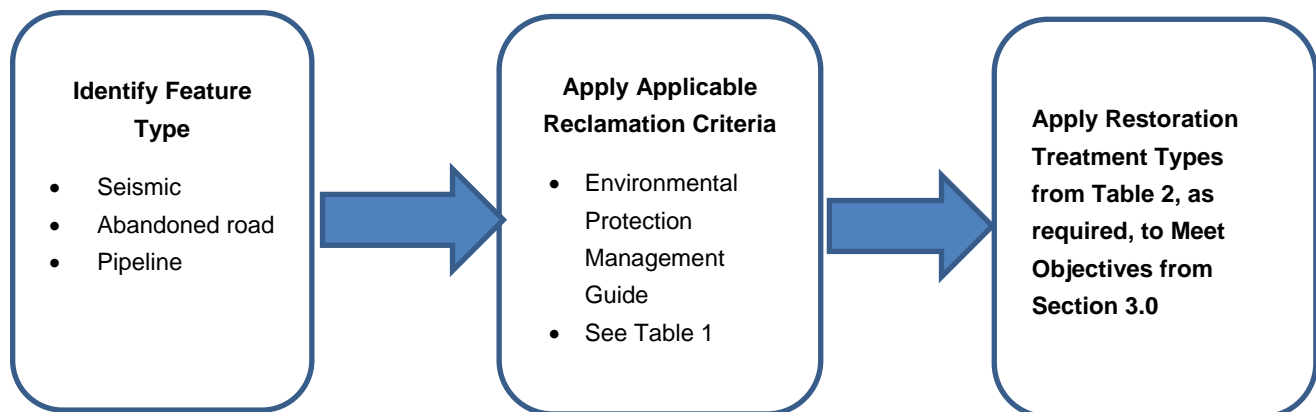 Identify Feature
Type
• Seismic
• Abandoned road
• Pipeline
Apply Applicable
Reclamation Criteria
• Environmental
Protection
Management
Guide
• See Table 1
Apply Restoration
Treatment Types
from Table 2, as
required, to Meet
Objectives from
Section 3.0